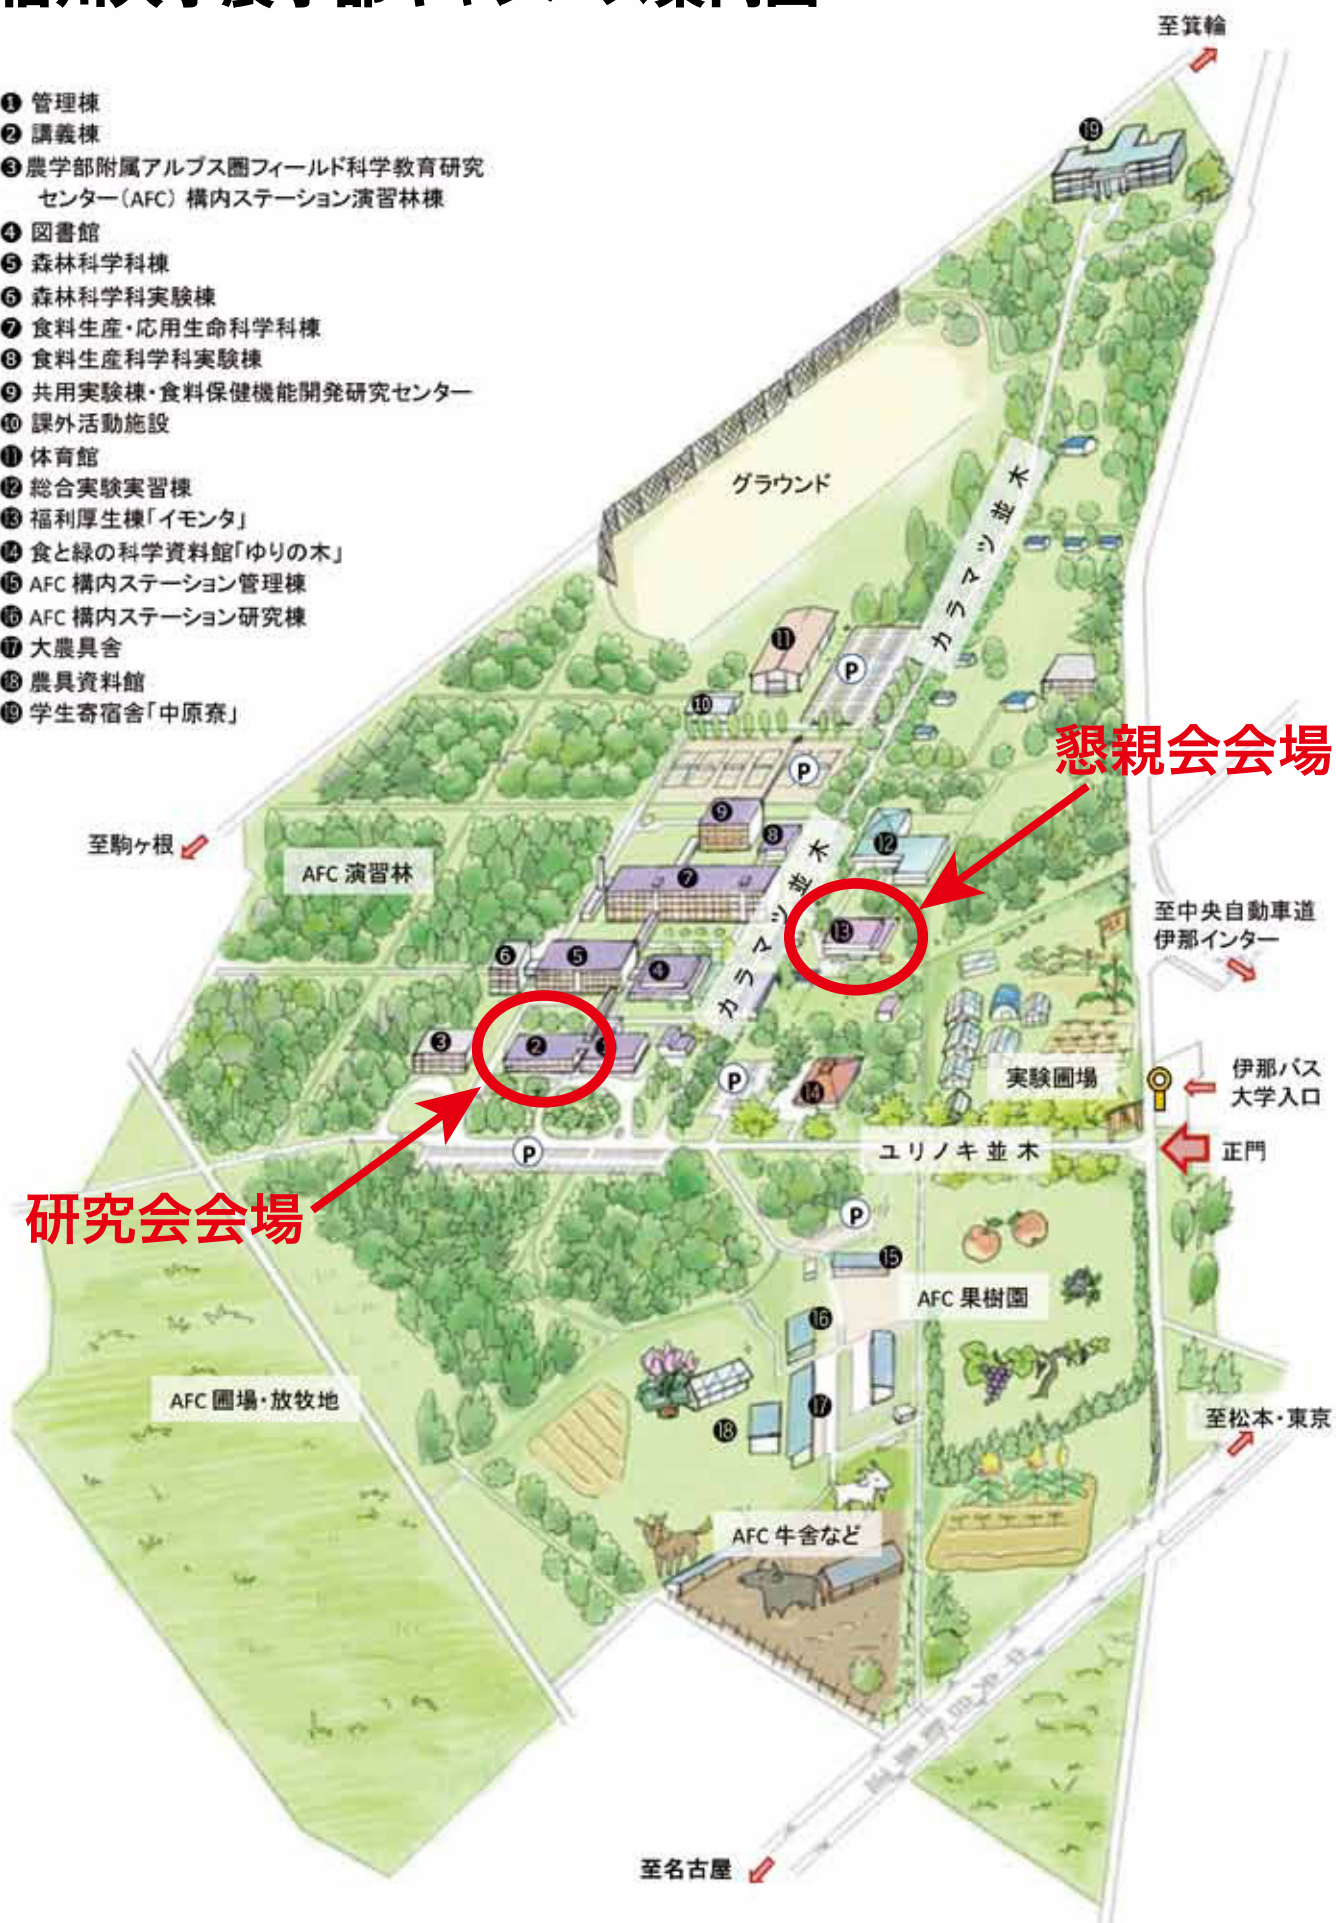 至箕輪
❶ 管理棟
❷ 講義棟
❸農学部附属アルプス圏フィールド科学教育研究
センター(AFC) 構内ステーション演習林棟
❹ 図書館
❺ 森林科学科棟
❻ 森林科学科実験棟
❼ 食料生産・応用生命科学科棟
❽ 食料生産科学科実験棟
❾ 共用実験棟・食料保健機能開発研究センター
❿ 課外活動施設
⓫ 体育館
⓬ 総合実験実習棟
⓭ 福利厚生棟「イモンタ」
⓮ 食と緑の科学資料館「ゆりの木」
⓯ AFC 構内ステーション管理棟
⓰ AFC 構内ステーション研究棟
⓱ 大農具舎
⓲ 農具資料館
⓳ 学生寄宿舎「中原寮」
⓳
グラウンド
カラマツ並木
⓫
P
❿
懇親会会場
P
❾
❽
⓬
至駒ヶ根
AFC 演習林
❼
カラマツ並木
⓭
至中央自動車道
伊那インター
❻
❺
❹
❸
❷
P
⓮
実験圃場
伊那バス
大学入口
P
ユリノキ並木
正門
研究会会場
P
⓯
AFC 果樹園
⓰
AFC 圃場・放牧地
⓱
⓲
至松本・東京
AFC 牛舎など
至名古屋